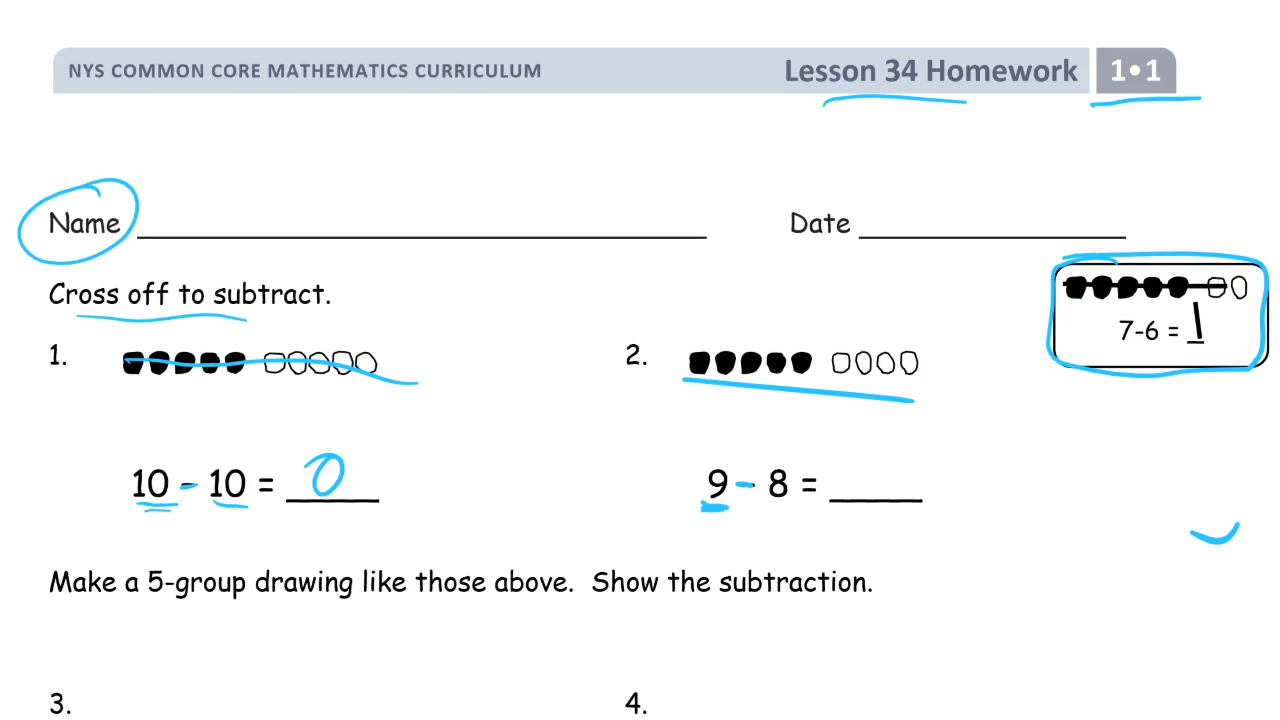 NYS COMMON CORE MATHEMATICS CURRICULUM Lesson 34 Homework 1•1
Name Date
Cross off to subtract.
7-6 = 1
1. 2.
10 - 10 = 0 9 - 8 =
Make a 5-group drawing like those above. Show the subtraction.
3. 4.